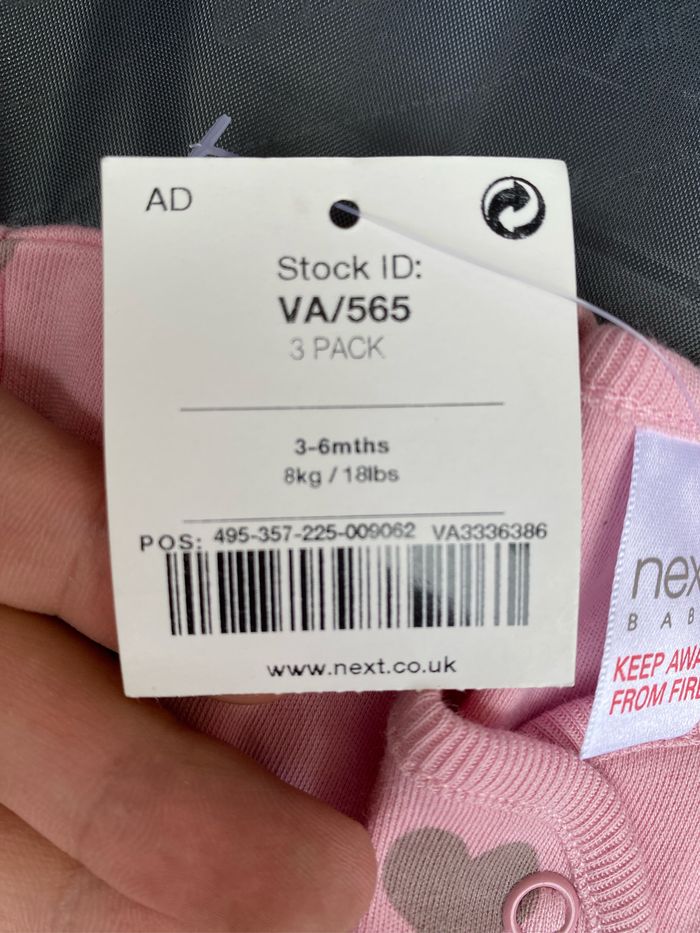 AD
Stock ID:
VA/565
3 PACK
3-6mths
8kg / 18lbs
POS: 495-357-225-009062 VA3336386
www.next.co.uk
nex
BAB
KEEP AWA
FROM FIR